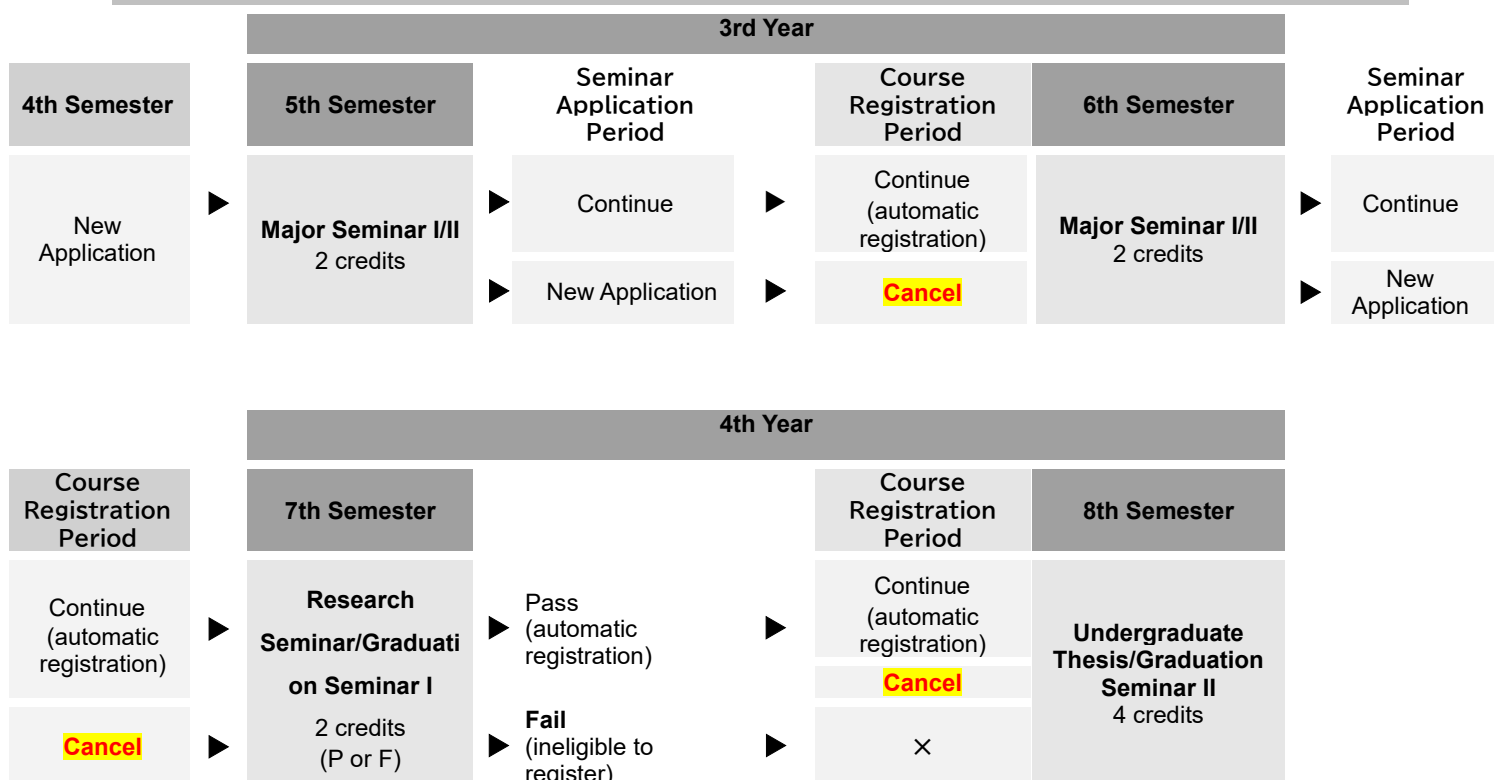 3rd Year
4th Semester
5th Semester
Seminar
Application
Period
Course
Registration
Period
6th Semester
Seminar
Application
Period
New
Application
Major Seminar I/II
2 credits
Continue
New Application
Continue
(automatic
registration)
Cancel
Major Seminar I/II
2 credits
Continue
New
Application
4th Year
Course
Registration
Period
7th Semester
Course
Registration
Period
8th Semester
Continue
(automatic
registration)
Cancel
Research
Seminar/Graduati
on Seminar I
2 credits
(P or F)
Pass
(automatic
registration)
Fail
(ineligible to
register)
Continue
(automatic
registration)
Cancel
×
Undergraduate
Thesis/Graduation
Seminar II
4 credits